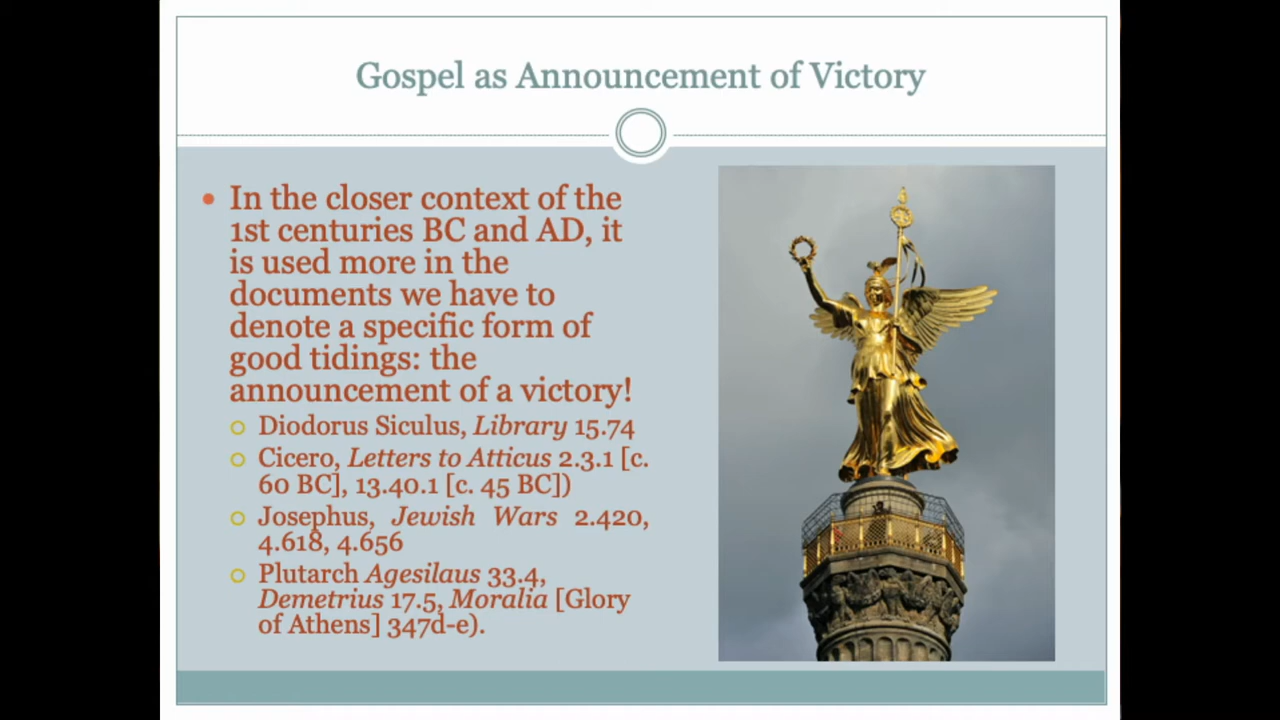 Gospel as Announcement of Victory
• In the closer context of the
1st centuries BC and AD, it
is used more in the
documents we have to
denote a specific form of
good tidings: the
announcement of a victory!
Diodorus Siculus, Library 15.74
Cicero, Letters to Atticus 2.3.1 [c.
60 BC], 13.40.1 [c. 45 BC])
Josephus, Jewish Wars 2.420,
4.618, 4.656
Plutarch Agesilaus 33.4,
Demetrius 17.5, Moralia [Glory
of Athens] 347d-e).